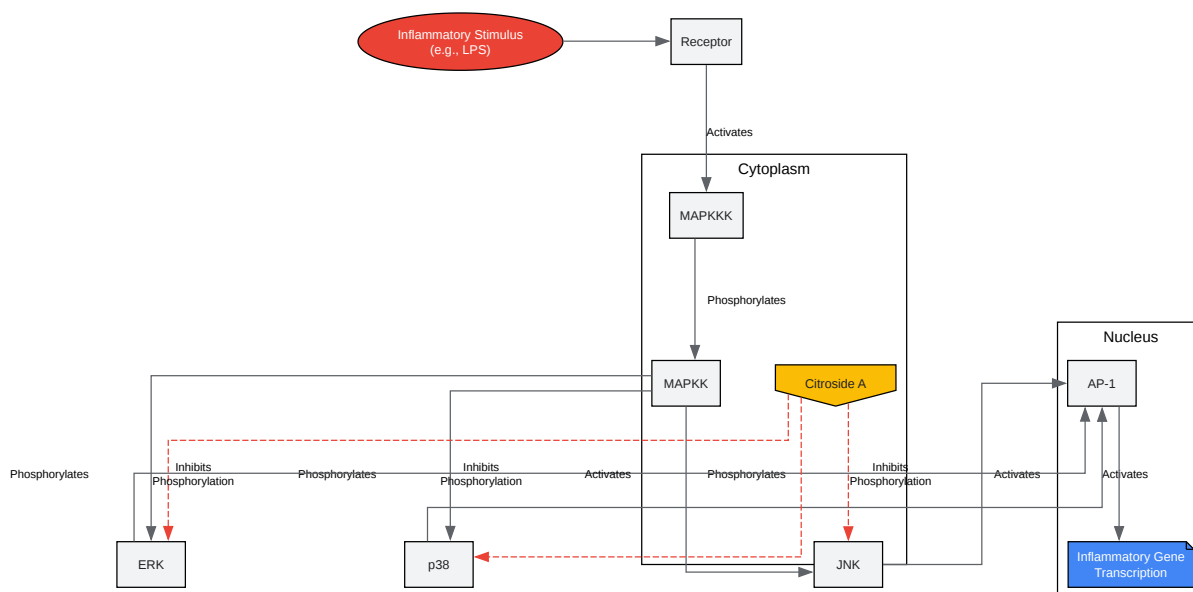 Inflammatory Stimulus
(e.g., LPS)
Receptor
Activates
Cytoplasm
MAPKKK
Phosphorylates
Nucleus
MAPKK
Citroside A
AP-1
Phosphorylates
Inhibits
Phosphorylation
Phosphorylates
Inhibits
Phosphorylation
Activates
Phosphorylates
Inhibits
Phosphorylation
Activates
Activates
ERK
p38
JNK
Inflammatory Gene
Transcription